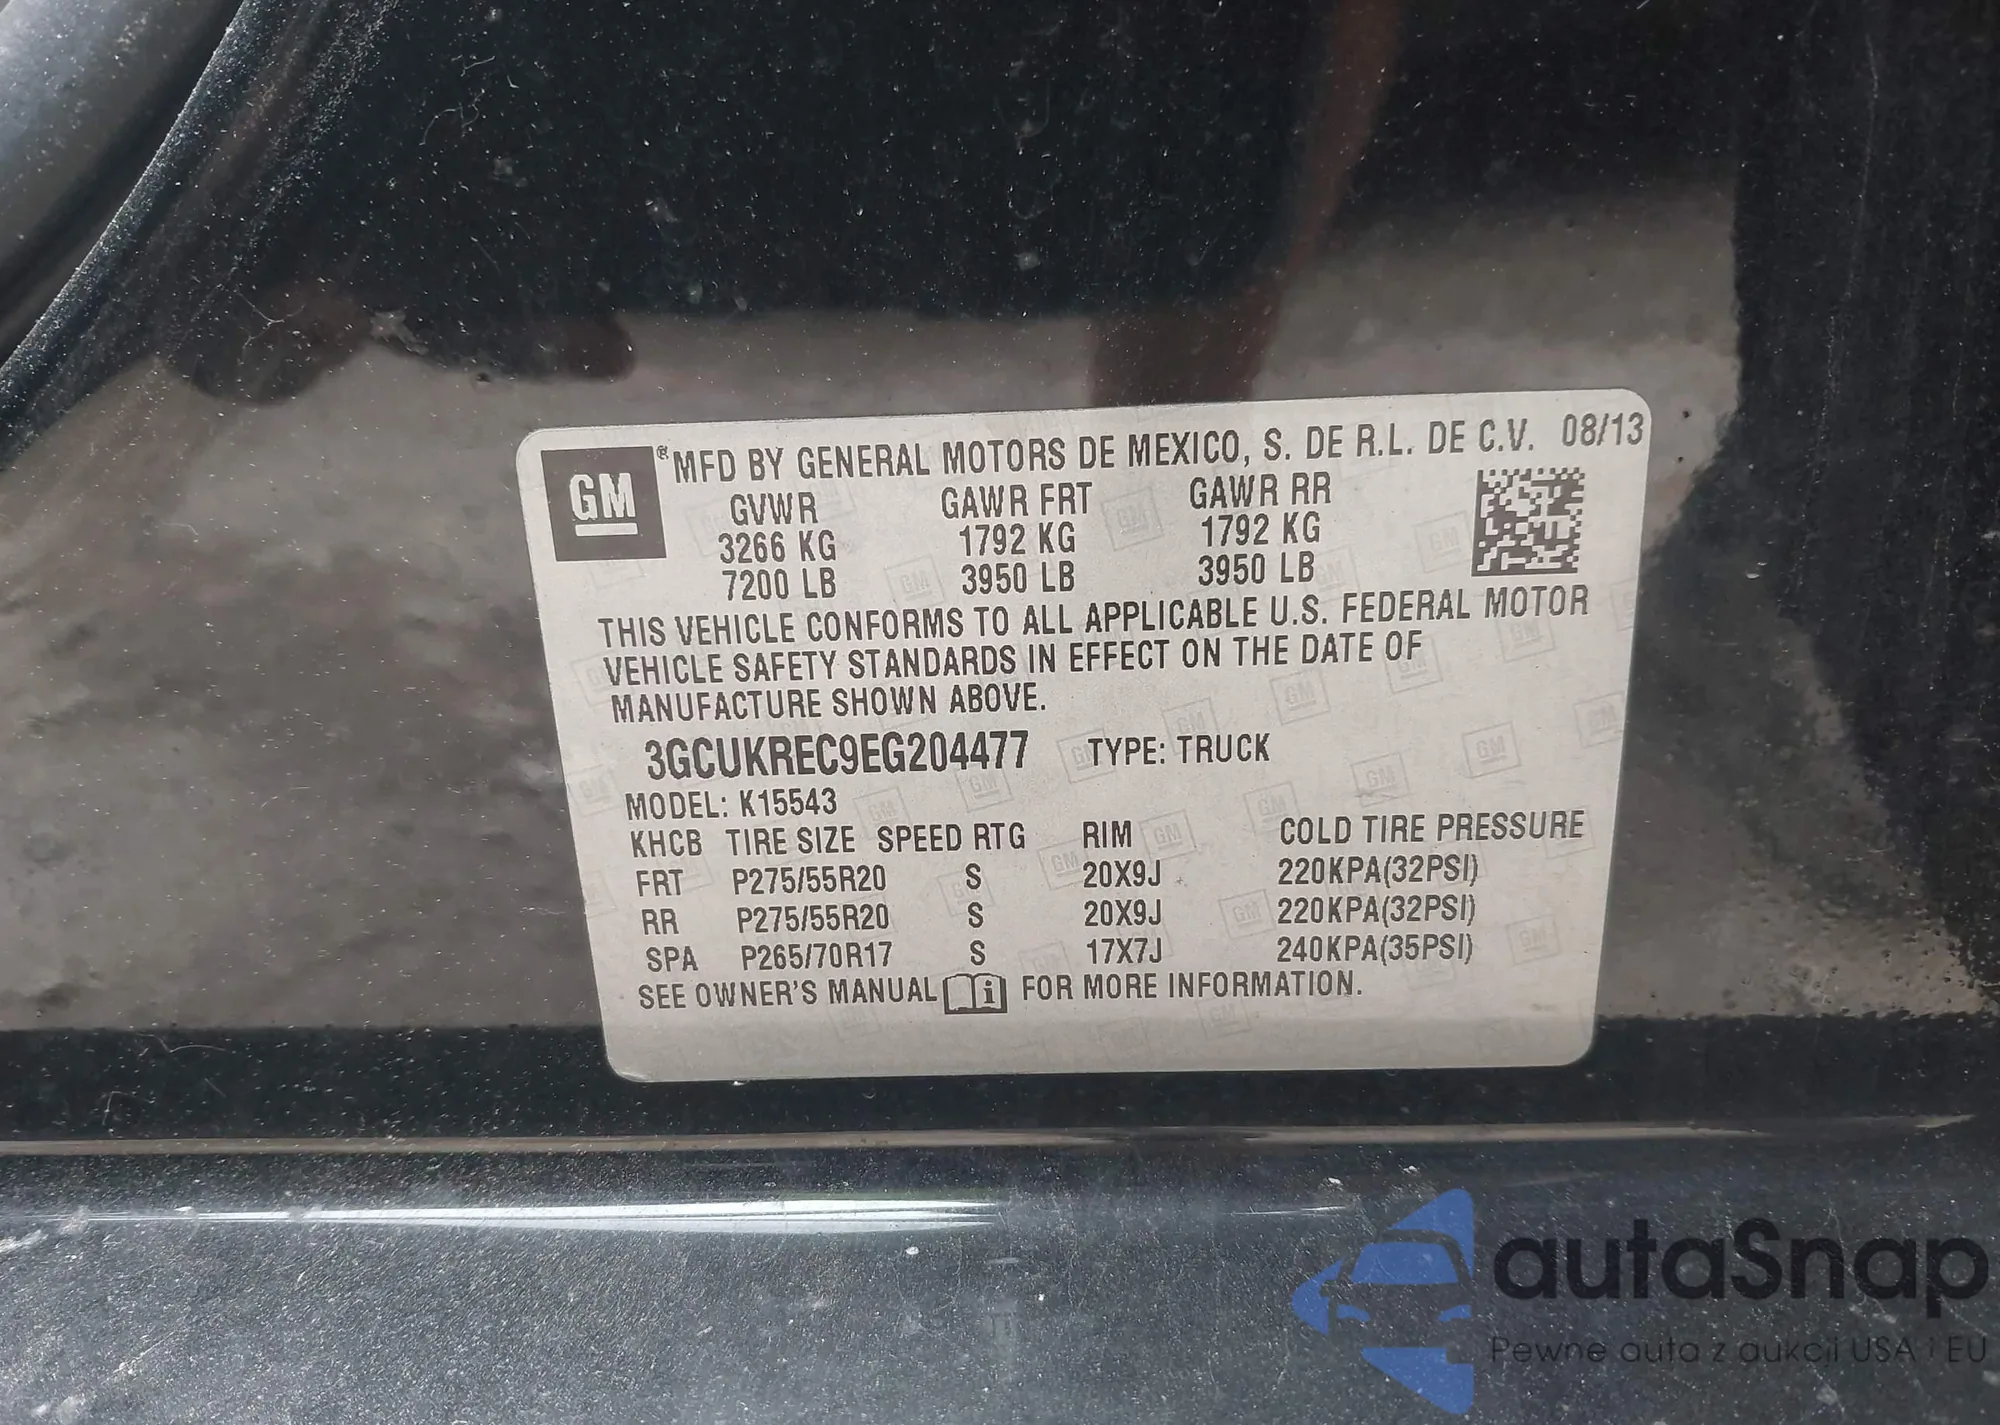 GM
® MFD BY GENERAL MOTORS DE MEXICO, S. DE R.L. DE C.V. 08/13
GVWR GAWR FRT GAWR RR
3266 KG 1792 KG 1792 KG
7200 LB 3950 LB 3950 LB
THIS VEHICLE CONFORMS TO ALL APPLICABLE U.S. FEDERAL MOTOR
VEHICLE SAFETY STANDARDS IN EFFECT ON THE DATE OF
MANUFACTURE SHOWN ABOVE.
3GCUKREC9EG204477 TYPE: TRUCK
MODEL: K15543
KHCB TIRE SIZE SPEED RTG RIM COLD TIRE PRESSURE
FRT P275/55R20 S 20X9J 220KPA(32PSI)
RR P275/55R20 S 20X9J 220KPA(32PSI)
SPA P265/70R17 S 17X7J 240KPA(35PSI)
SEE OWNER'S MANUAL i FOR MORE INFORMATION.
autaSnap
Pewne auta z aukcji USA i EU